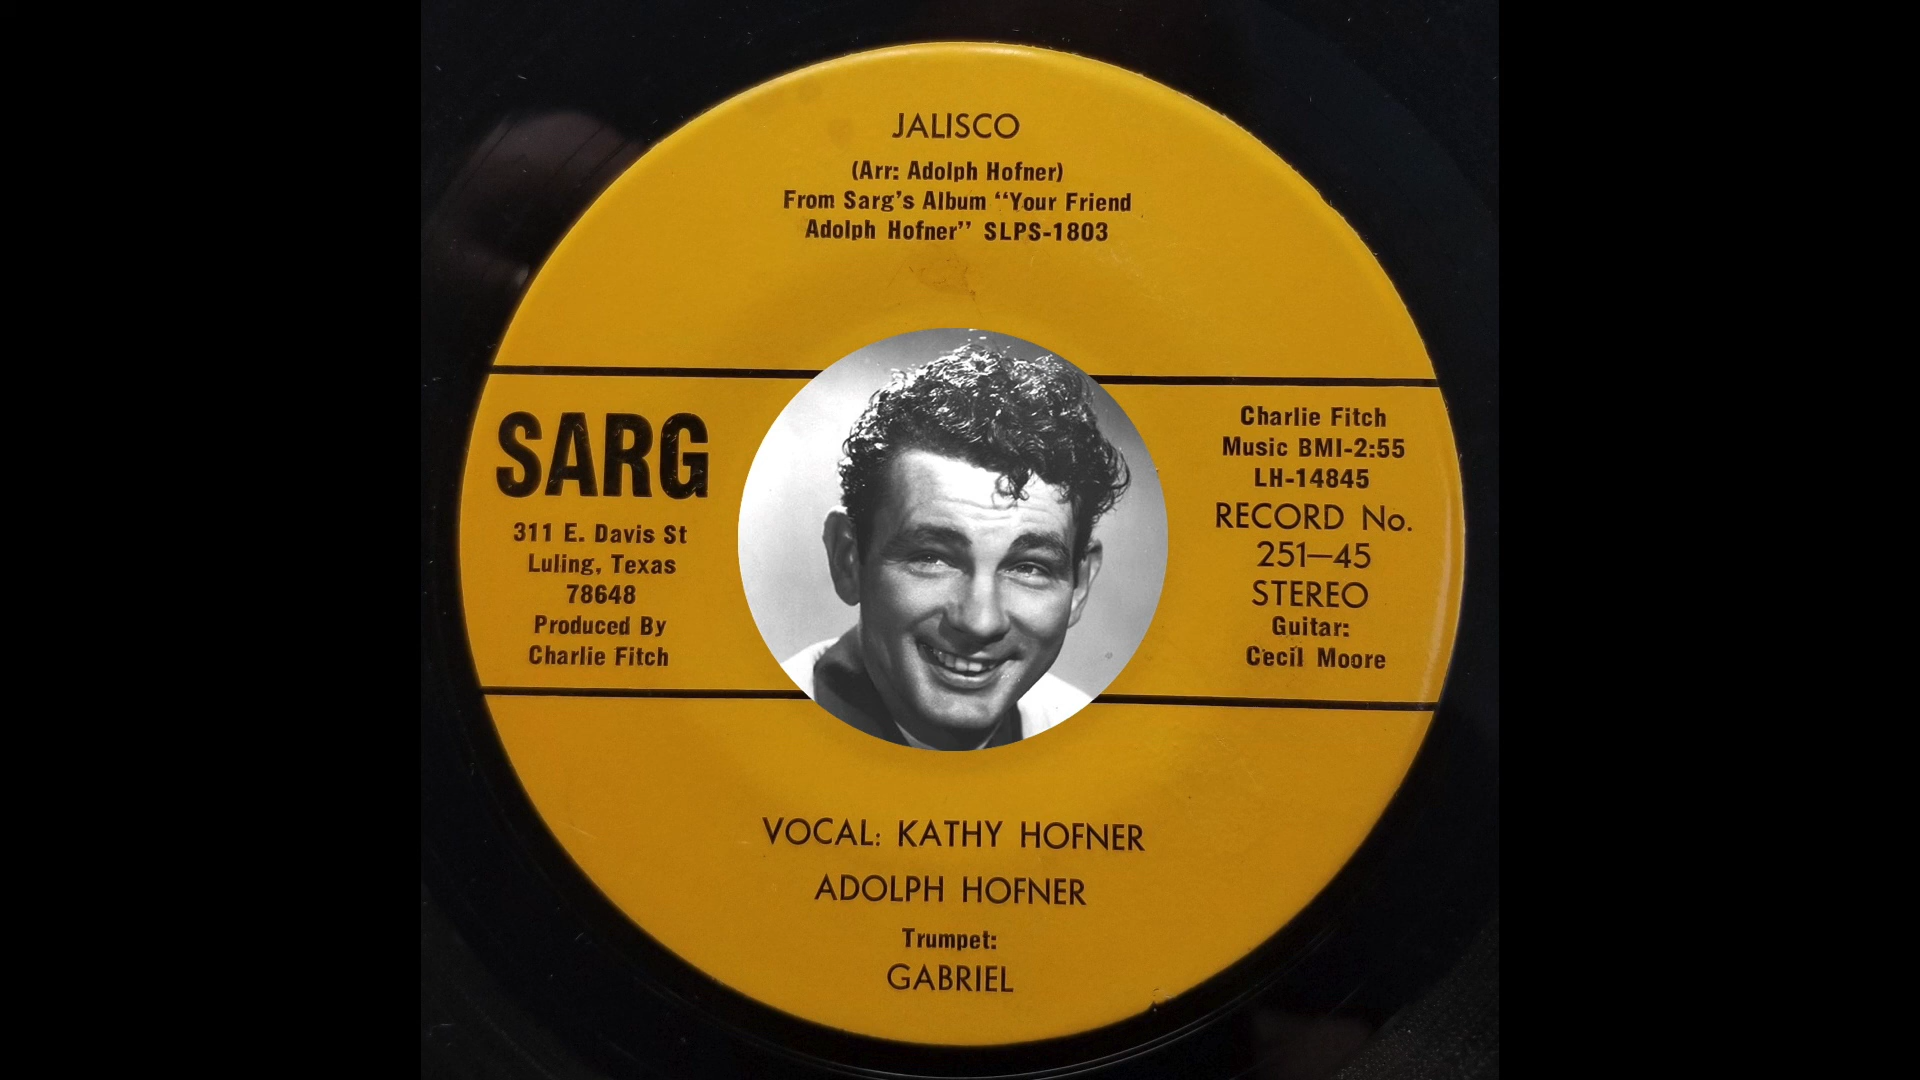 JALISCO
(Arr: Adolph Hofner)
From Sarg's Album “Your Friend
Adolph Hofner” SLPS-1803
SARG
311 E. Davis St
Luling, Texas
78648
Produced By
Charlie Fitch
Charlie Fitch
Music BMI-2:55
LH-14845
RECORD No.
251—45
STEREO
Guitar:
Cecil Moore
VOCAL: KATHY HOFNER
ADOLPH HOFNER
Trumpet:
GABRIEL